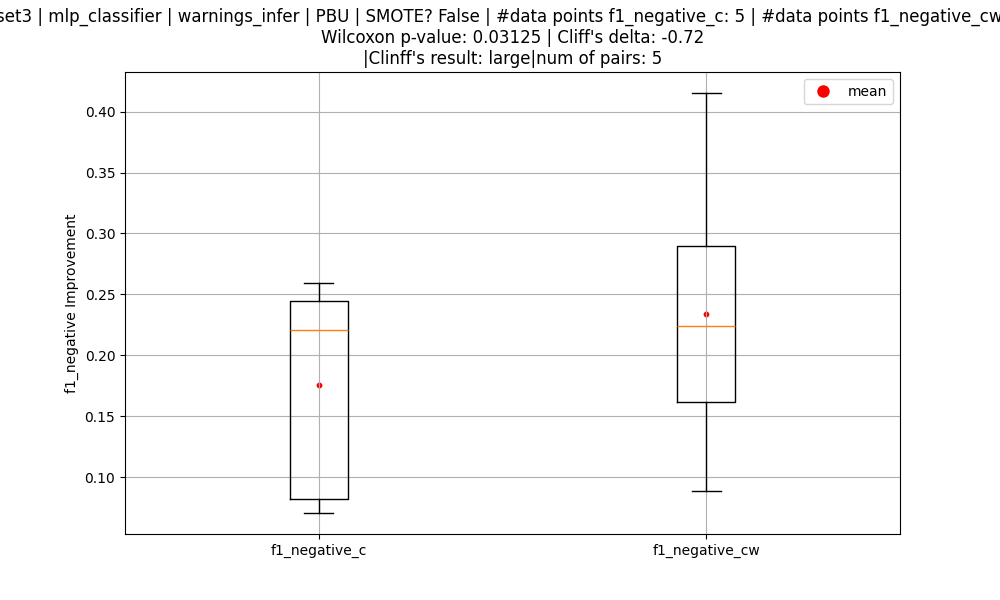 set3 | mlp_classifier | warnings_infer | PBU | SMOTE? False | #data points f1_negative_c: 5 | #data points f1_negative_cw
Wilcoxon p-value: 0.03125 | Cliff's delta: -0.72
|Clinff's result: large|num of pairs: 5
mean
0.40
0.35
0.30
0.25
0.20
0.15
0.10
f1_negative Improvement
f1_negative_c
f1_negative_cw